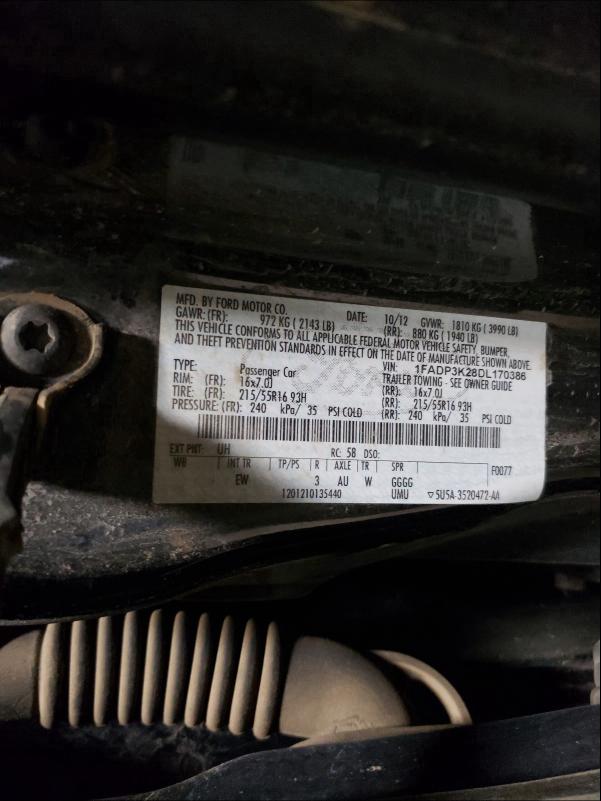 MFD. BY FORD MOTOR CO. DATE: 10/12 GVWR: 1810 KG ( 3990 LB)
GAWR: (FR): 972 KG ( 2143 LB) (RR): 880 KG ( 1940 LB)
THIS VEHICLE CONFORMS TO ALL APPLICABLE FEDERAL MOTOR VEHICLE SAFETY, BUMPER,
AND THEFT PREVENTION STANDARDS IN EFFECT ON THE DATE OF MANUFACTURE SHOWN ABOVE.
VIN: 1FADP3K28DL170386
TYPE: Passenger Car TRAILER TOWING - SEE OWNER GUIDE
RIM: (FR): 16x7.0J (RR): 16x7.0J
TIRE: (FR): 215/55R16 93H (RR): 215/55R16 93H
PRESSURE: (FR): 240 kPa/ 35 PSI COLD (RR): 240 kPa/ 35 PSI COLD
EXT PNT: UH RC: 58 DSO:
WB INT TR TP/PS R AXLE TR SPR F0077
EW 3 AU W GGGG
1201210135440 UMU ▽ 5U5A-3520472-AA